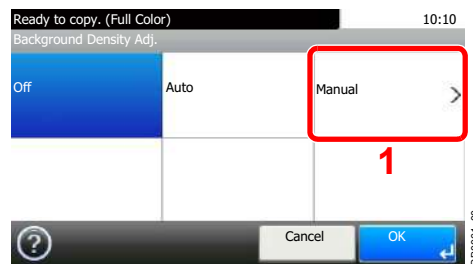 Ready to copy. (Full Color) 10:10
Background Density Adj.
Off Auto Manual
1
? Cancel OK